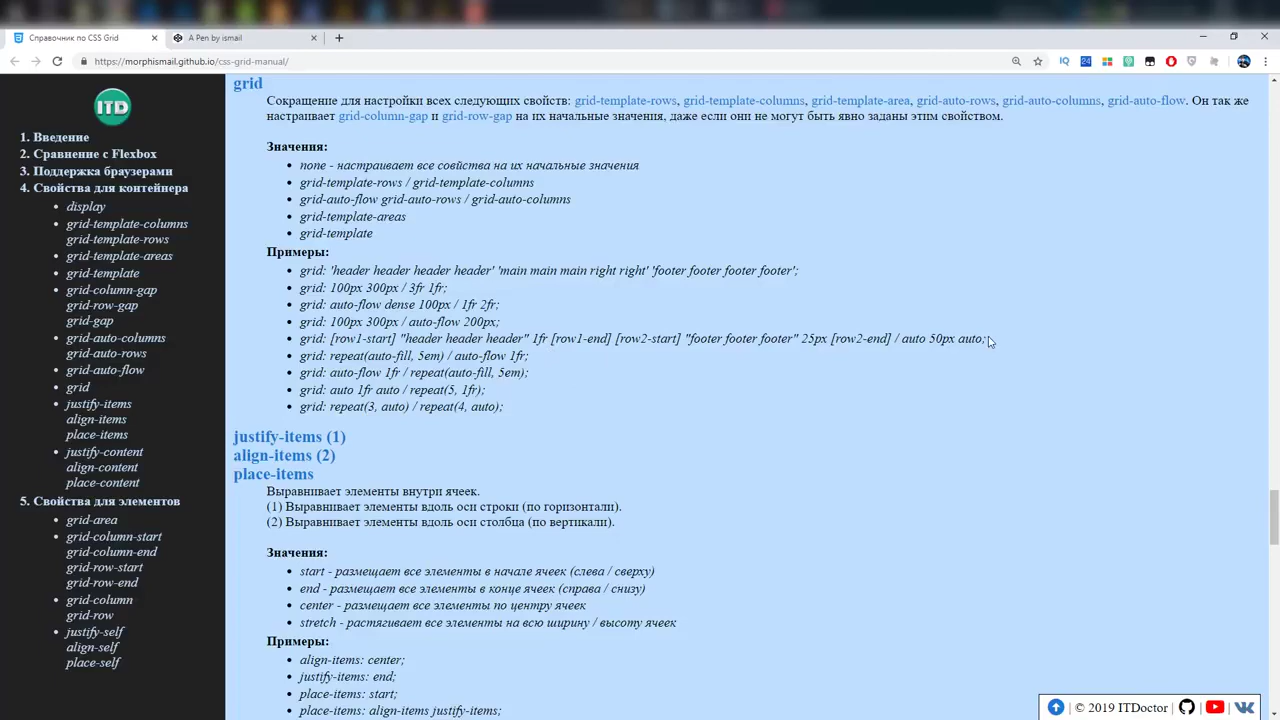 Справочник по CSS Grid
A Pen by ismail
https://morphismail.github.io/css-grid-manual/
IQ
24
ITD
1. Введение
2. Сравнение с Flexbox
3. Поддержка браузерами
4. Свойства для контейнера
display
grid-template-columns
grid-template-rows
grid-template-areas
grid-template
grid-column-gap
grid-row-gap
grid-gap
grid-auto-columns
grid-auto-rows
grid-auto-flow
grid
justify-items
align-items
place-items
justify-content
align-content
place-content
5. Свойства для элементов
grid-area
grid-column-start
grid-column-end
grid-row-start
grid-row-end
grid-column
grid-row
justify-self
align-self
place-self
grid
Сокращение для настройки всех следующих свойств: grid-template-rows, grid-template-columns, grid-template-area, grid-auto-rows, grid-auto-columns, grid-auto-flow. Он так же
настрапвает grid-column-gap и grid-row-gap на их начальные значения, даже если они не могут быть явно заданы этим свойством.
Значения:
none - настраивает все совйства на их начальные значения
grid-template-rows / grid-template-columns
grid-auto-flow grid-auto-rows / grid-auto-columns
grid-template-areas
grid-template
Примеры:
grid: 'header header header header' 'main main main right right' 'footer footer footer footer';
grid: 100px 300px / 3fr 1fr;
grid: auto-flow dense 100px / 1fr 2fr;
grid: 100px 300px / auto-flow 200px;
grid: [row1-start] "header header header" 1fr [row1-end] [row2-start] "footer footer footer" 25px [row2-end] / auto 50px auto;
grid: repeat(auto-fill, 5em) / auto-flow 1fr;
grid: auto-flow 1fr / repeat(auto-fill, 5em);
grid: auto 1fr auto / repeat(5, 1fr);
grid: repeat(3, auto) / repeat(4, auto);
justify-items (1)
align-items (2)
place-items
Выравнивает элементы внутри ячеек.
(1) Выравнивает элементы вдоль оси строки (по горизонтали).
(2) Выравнивает элементы вдоль оси столбца (по вертикали).
Значения:
start - размещает все элементы в начале ячеек (слева / сверху)
end - размещает все элементы в конце ячеек (справа / снизу)
center - размещает все элементы по центру ячеек
stretch - растягивает все элементы на всю ширину / высоту ячеек
Примеры:
align-items: center;
justify-items: end;
place-items: start;
place-items: align-items justify-items;
© 2019 ITDoctor